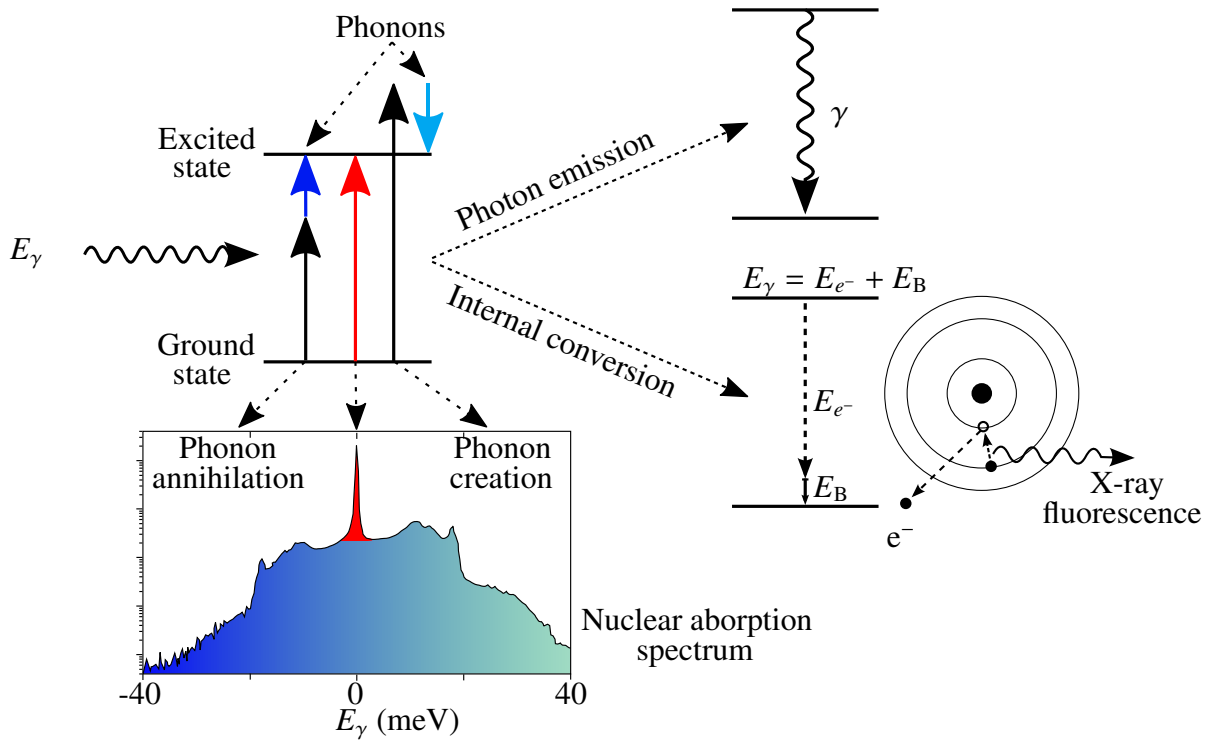 Phonons
Excited
state
E_γ
Ground
state
Photon emission
Internal conversion
γ
E_γ = E_e⁻ + E_B
E_e⁻
E_B
e⁻
X-ray
fluorescence
Phonon
annihilation
Phonon
creation
Nuclear aborption
spectrum
-40
0
40
E_γ (meV)